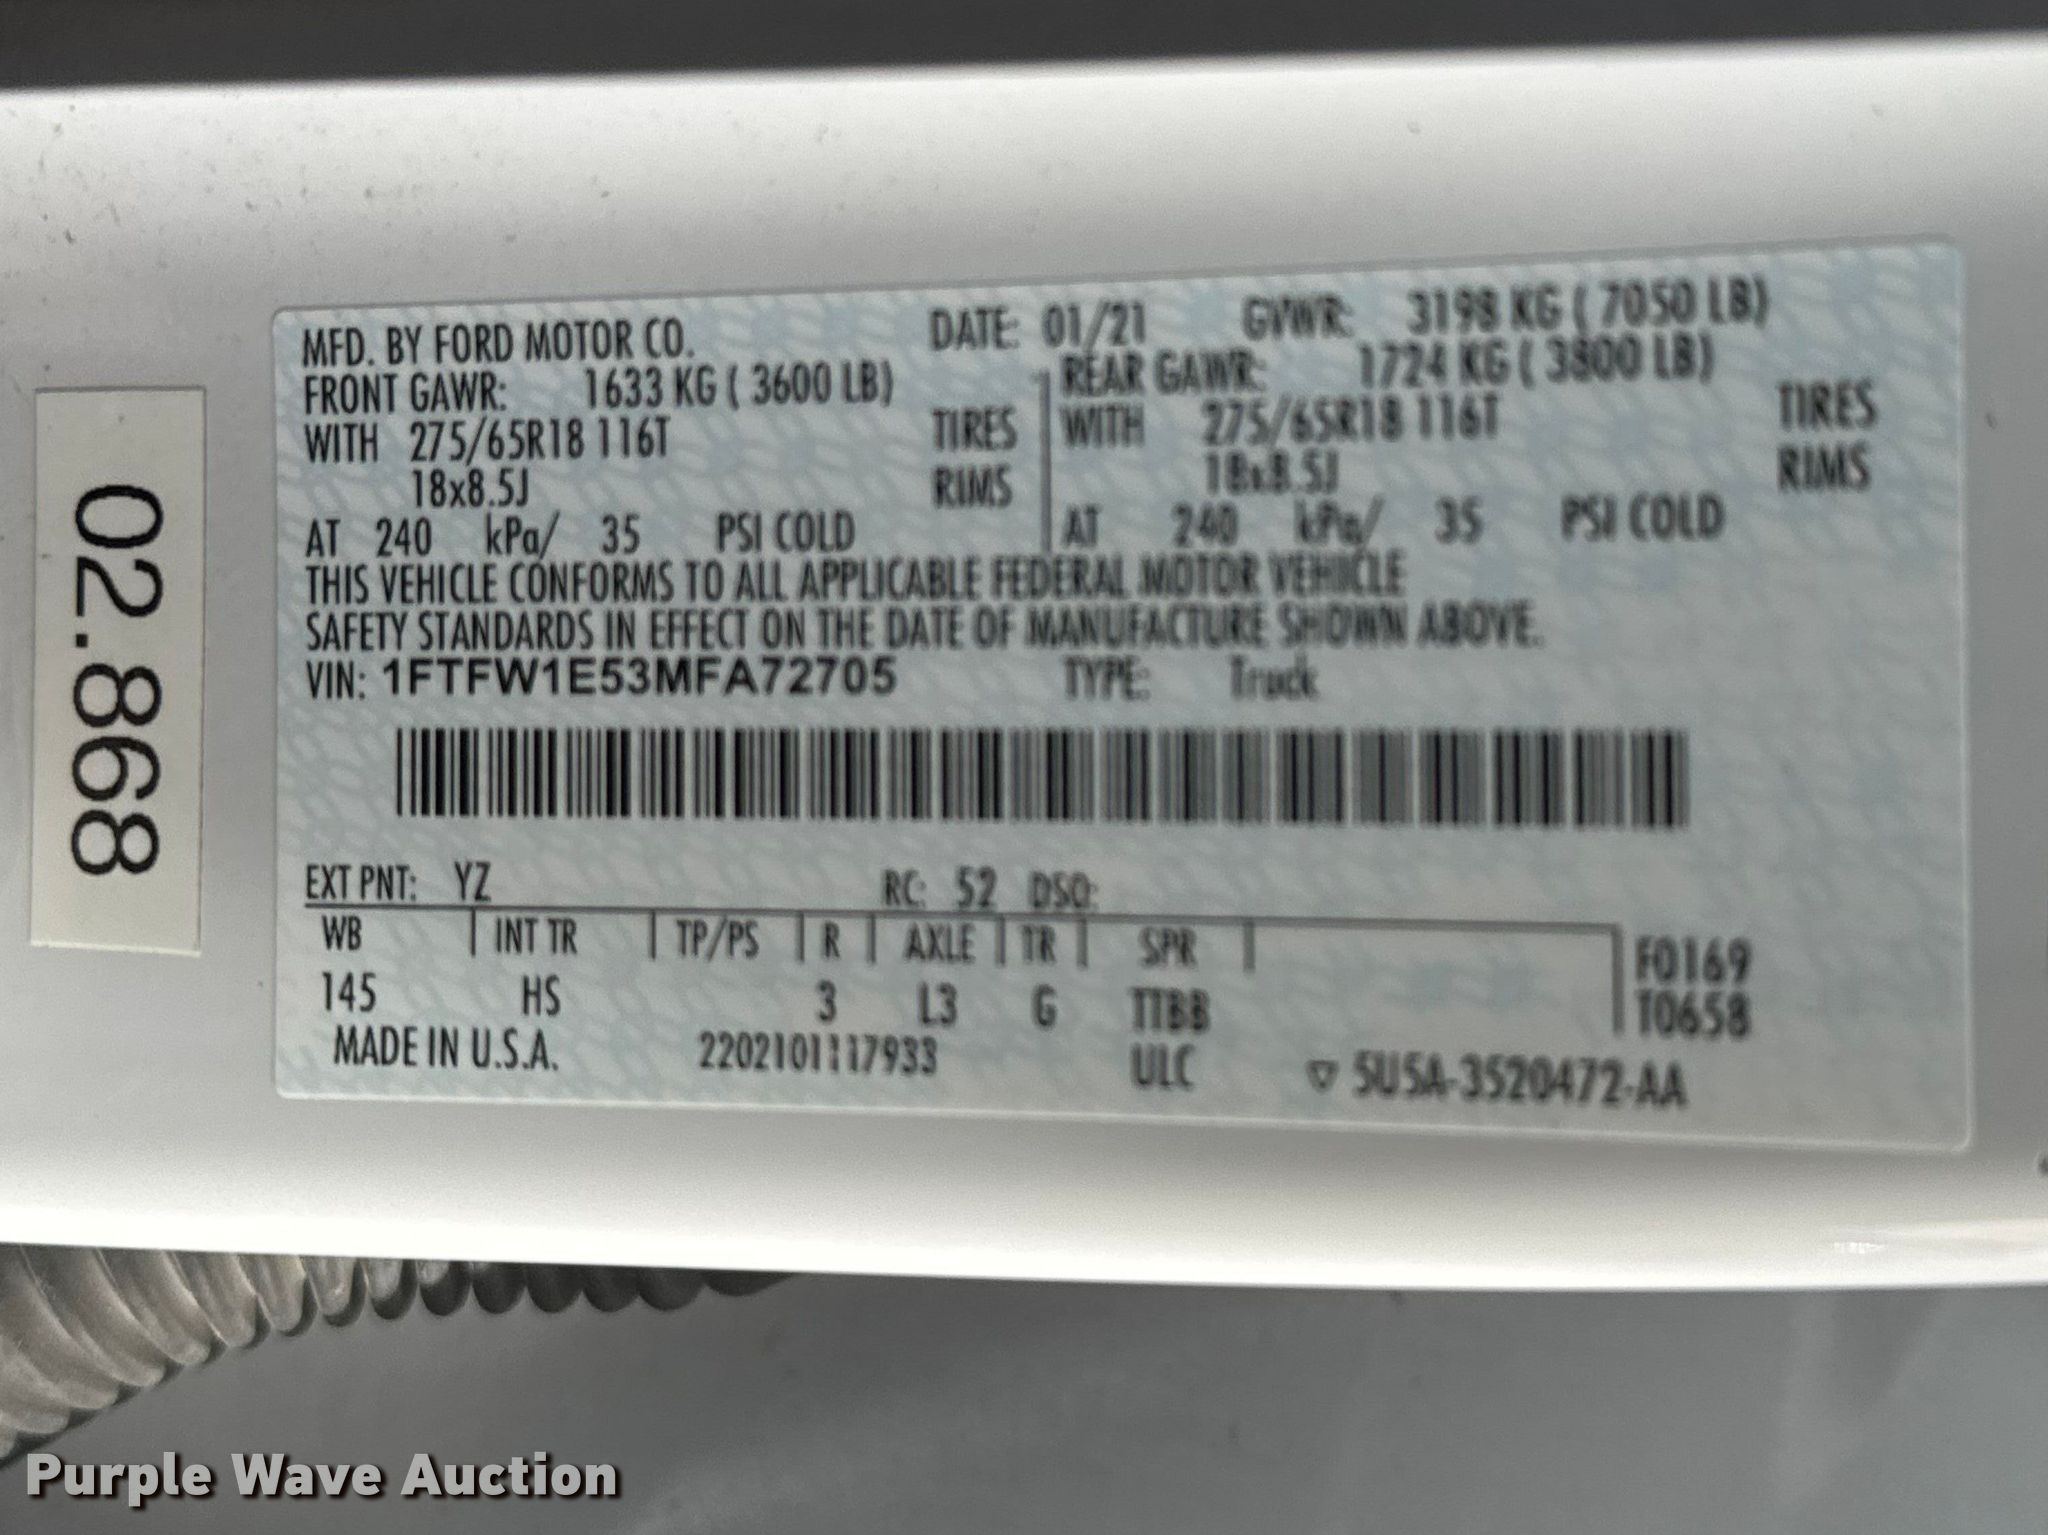 MFD. BY FORD MOTOR CO. DATE: 01/21 GVWR: 3198 KG ( 7050 LB)
FRONT GAWR: 1633 KG ( 3600 LB) REAR GAWR: 1724 KG ( 3800 LB)
WITH 275/65R18 116T TIRES WITH 275/65R18 116T TIRES
18x8.5J RIMS 18x8.5J RIMS
AT 240 kPa/ 35 PSI COLD AT 240 kPa/ 35 PSI COLD
THIS VEHICLE CONFORMS TO ALL APPLICABLE FEDERAL MOTOR VEHICLE
SAFETY STANDARDS IN EFFECT ON THE DATE OF MANUFACTURE SHOWN ABOVE.
VIN: 1FTFW1E53MFA72705 TYPE: Truck
EXT PNT: YZ RC: 52 DSO:
WB INT TR TP/PS R AXLE TR SPR F0169
145 HS 3 L3 G TTBB T0658
MADE IN U.S.A. 2202101117933 ULC ▽ 5U5A-3520472-AA
02.868
Purple Wave Auction